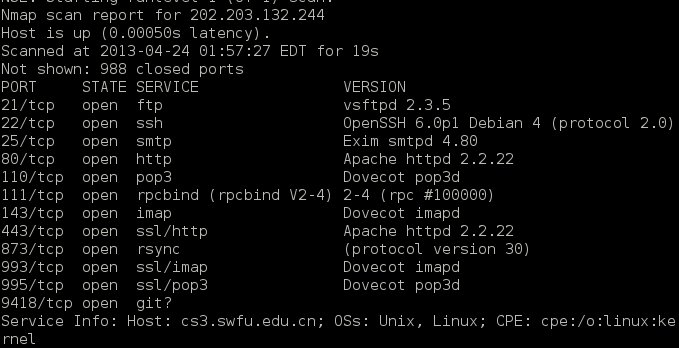 Nmap scan report for 202.203.132.244
Host is up (0.00050s latency).
Scanned at 2013-04-24 01:57:27 EDT for 19s
Not shown: 988 closed ports
PORT     STATE SERVICE              VERSION
21/tcp   open  ftp                  vsftpd 2.3.5
22/tcp   open  ssh                  OpenSSH 6.0p1 Debian 4 (protocol 2.0)
25/tcp   open  smtp                 Exim smtpd 4.80
80/tcp   open  http                 Apache httpd 2.2.22
110/tcp  open  pop3                 Dovecot pop3d
111/tcp  open  rpcbind (rpcbind V2-4) 2-4 (rpc #100000)
143/tcp  open  imap                 Dovecot imapd
443/tcp  open  ssl/http             Apache httpd 2.2.22
873/tcp  open  rsync                (protocol version 30)
993/tcp  open  ssl/imap             Dovecot imapd
995/tcp  open  ssl/pop3             Dovecot pop3d
9418/tcp open  git?
Service Info: Host: cs3.swfu.edu.cn; OSs: Unix, Linux; CPE: cpe:/o:linux:ke
rnel